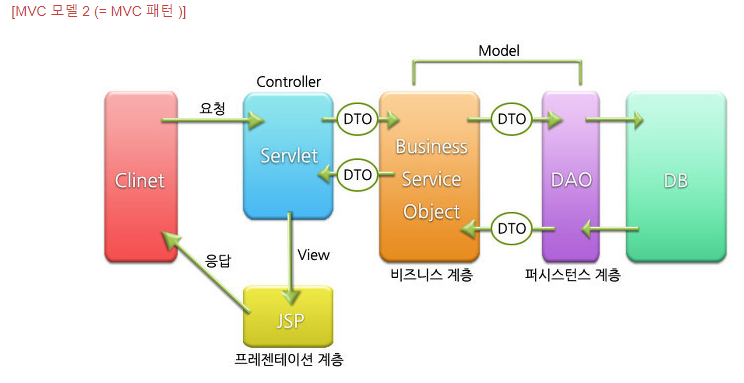 [MVC 모델 2 (= MVC 패턴 )]
Model
Controller
요청
DTO
DTO
Clinet
Servlet
DTO
Business
Service
Object
DAO
DB
DTO
응답
View
비즈니스 계층
퍼시스턴스 계층
JSP
프레젠테이션 계층